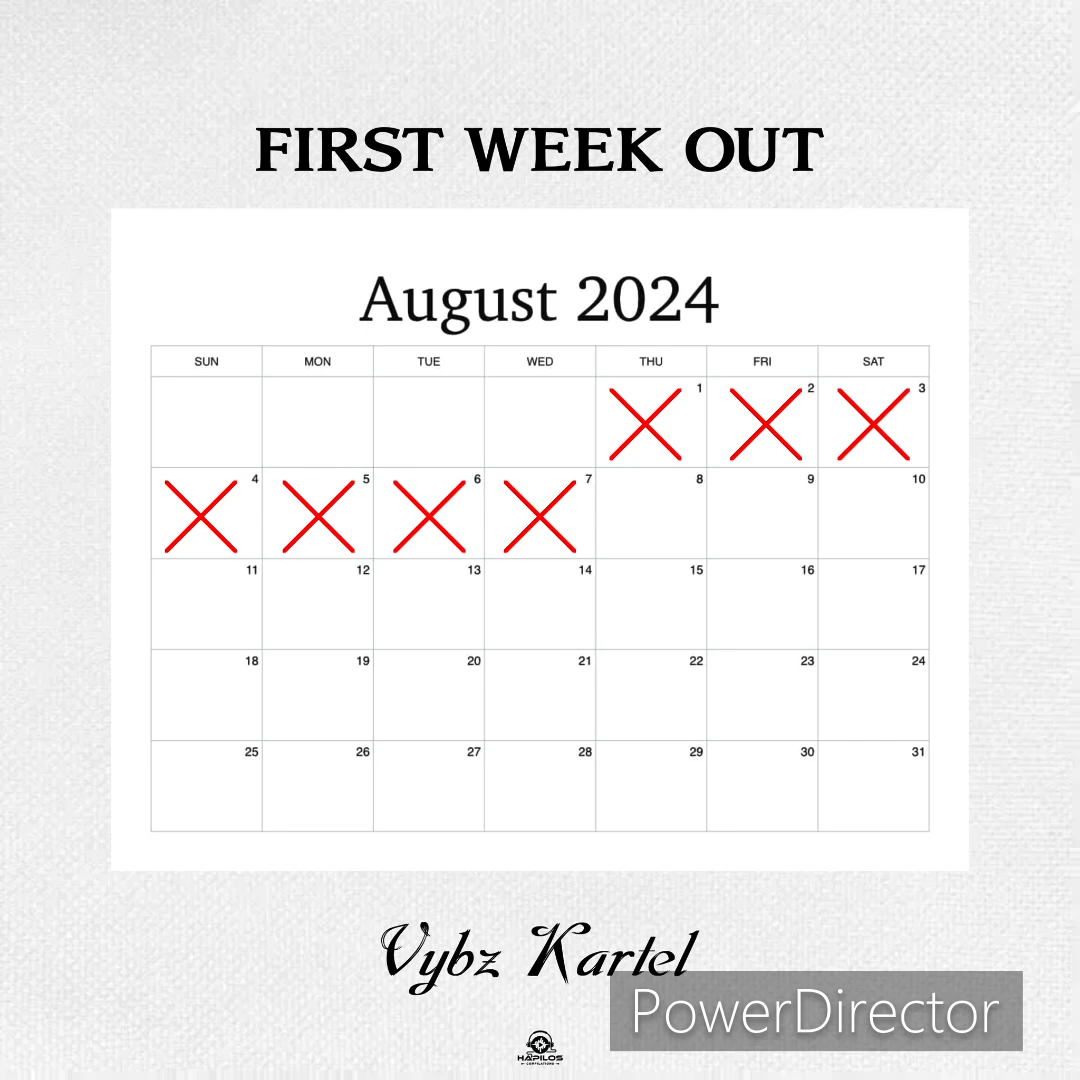 FIRST WEEK OUT
August 2024
SUN MON TUE WED THU FRI SAT
1 2 3
4 5 6 7 8 9 10
11 12 13 14 15 16 17
18 19 20 21 22 23 24
25 26 27 28 29 30 31
Vybz Kartel
PowerDirector
HAPILOS
COMPILATIONS